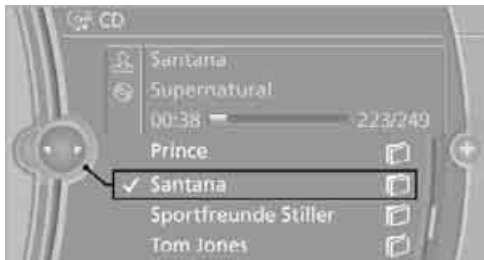 CD
Santana
Supernatural
00:38 223/249
Prince
Santana
Sportfreunde Stiller
Tom Jones